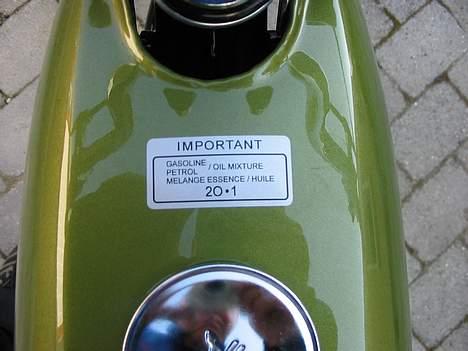 IMPORTANT
GASOLINE
PETROL / OIL MIXTURE
MELANGE ESSENCE / HUILE
20•1